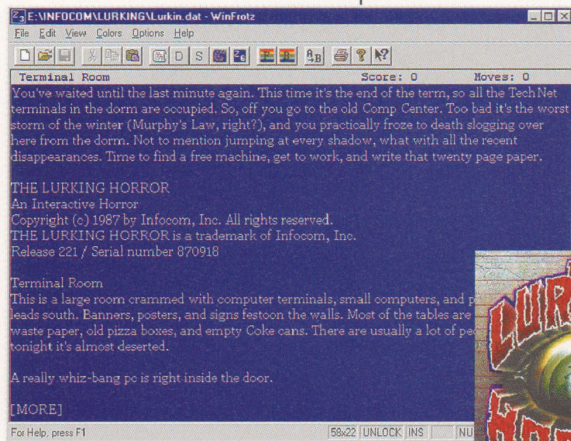 E:\INFOCOM\LURKING\Lurkin.dat - WinFrotz
File Edit View Colors Options Help
D S
A B
Terminal Room Score: 0 Moves: 0
You've waited until the last minute again. This time it's the end of the term, so all the TechNet
terminals in the dorm are occupied. So, off you go to the old Comp Center. Too bad it's the worst
storm of the winter (Murphy's Law, right?), and you practically froze to death slogging over
here from the dorm. Not to mention jumping at every shadow, what with all the recent
disappearances. Time to find a free machine, get to work, and write that twenty page paper.
THE LURKING HORROR
An Interactive Horror
Copyright (c) 1987 by Infocom, Inc. All rights reserved.
THE LURKING HORROR is a trademark of Infocom, Inc.
Release 221 / Serial number 870918
Terminal Room
This is a large room crammed with computer terminals, small computers, and p
leads south. Banners, posters, and signs festoon the walls. Most of the tables are
waste paper, old pizza boxes, and empty Coke cans. There are usually a lot of peo
tonight it's almost deserted.
A really whiz-bang pc is right inside the door.
[MORE]
For Help, press F1 58x22 UNLOCK INS NU